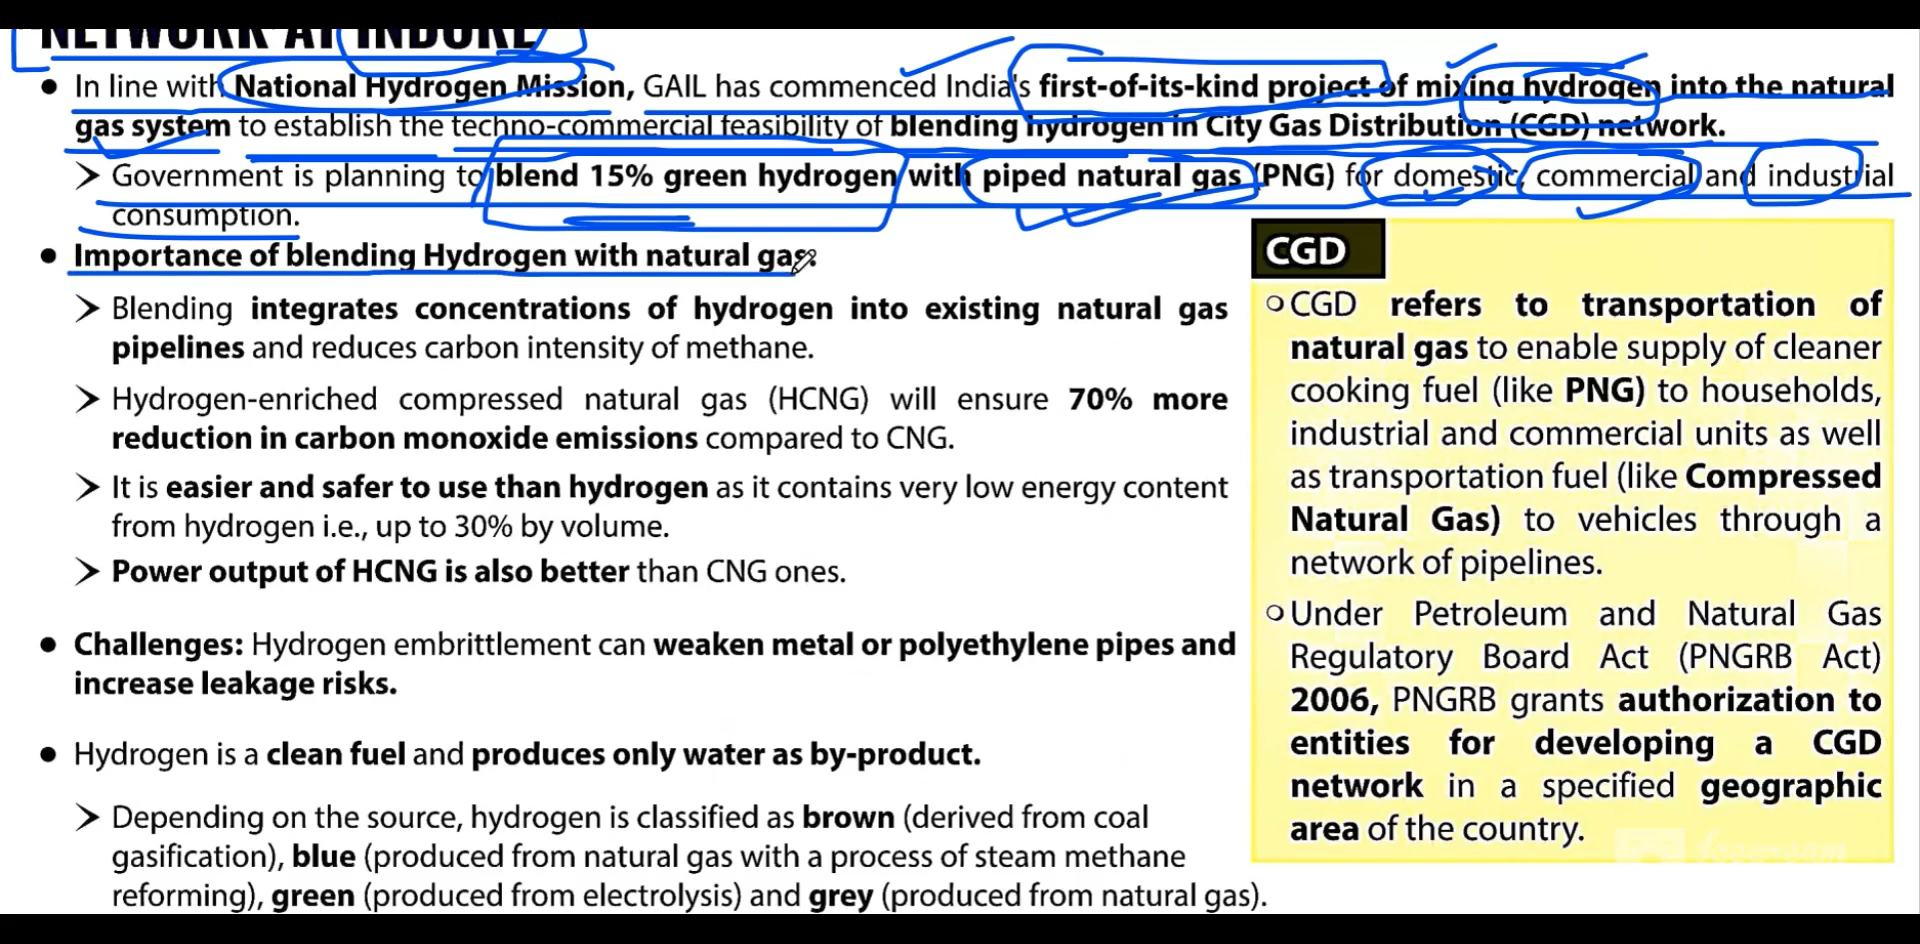 NETWORK AT INDORE
• In line with National Hydrogen Mission, GAIL has commenced India's first-of-its-kind project of mixing hydrogen into the natural
gas system to establish the techno-commercial feasibility of blending hydrogen in City Gas Distribution (CGD) network.
➢ Government is planning to blend 15% green hydrogen with piped natural gas (PNG) for domestic, commercial and industrial
consumption.
• Importance of blending Hydrogen with natural gas:
➢ Blending integrates concentrations of hydrogen into existing natural gas
pipelines and reduces carbon intensity of methane.
➢ Hydrogen-enriched compressed natural gas (HCNG) will ensure 70% more
reduction in carbon monoxide emissions compared to CNG.
➢ It is easier and safer to use than hydrogen as it contains very low energy content
from hydrogen i.e., up to 30% by volume.
➢ Power output of HCNG is also better than CNG ones.
• Challenges: Hydrogen embrittlement can weaken metal or polyethylene pipes and
increase leakage risks.
• Hydrogen is a clean fuel and produces only water as by-product.
➢ Depending on the source, hydrogen is classified as brown (derived from coal
gasification), blue (produced from natural gas with a process of steam methane
reforming), green (produced from electrolysis) and grey (produced from natural gas).
CGD
○ CGD refers to transportation of
natural gas to enable supply of cleaner
cooking fuel (like PNG) to households,
industrial and commercial units as well
as transportation fuel (like Compressed
Natural Gas) to vehicles through a
network of pipelines.
○ Under Petroleum and Natural Gas
Regulatory Board Act (PNGRB Act)
2006, PNGRB grants authorization to
entities for developing a CGD
network in a specified geographic
area of the country.